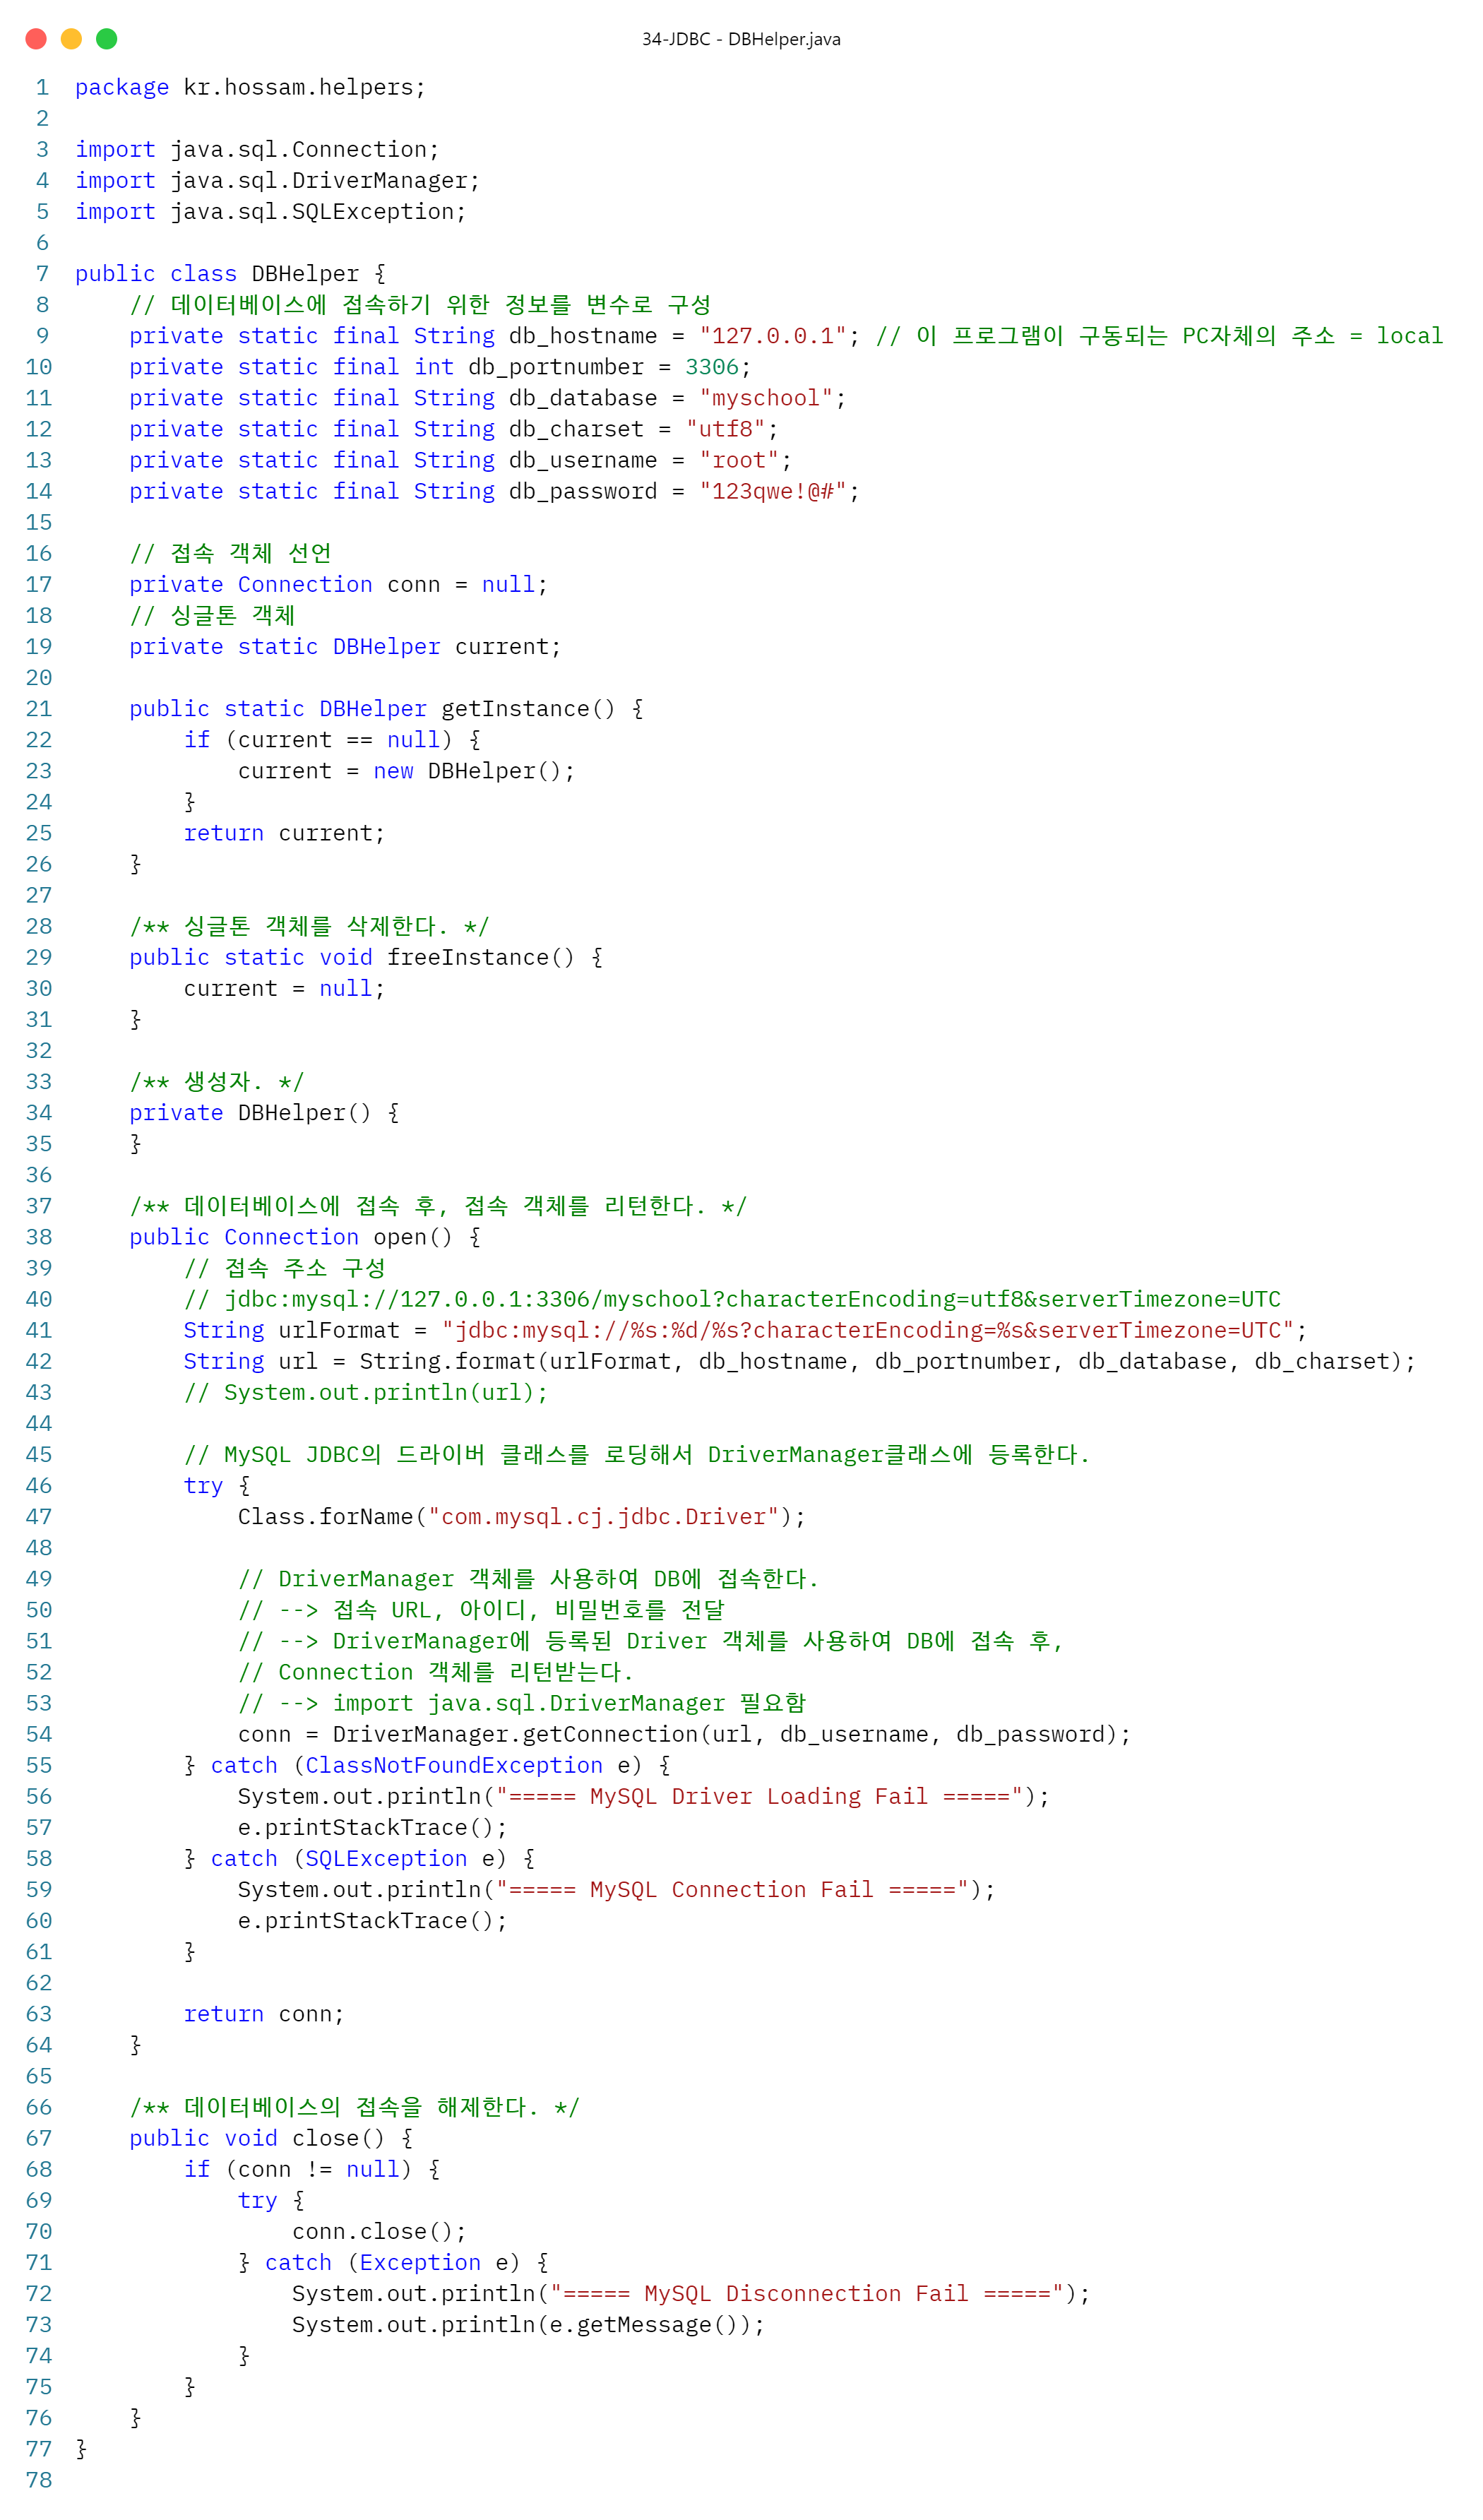 34-JDBC - DBHelper.java
1 package kr.hossam.helpers;
2
3 import java.sql.Connection;
4 import java.sql.DriverManager;
5 import java.sql.SQLException;
6
7 public class DBHelper {
8     // 데이터베이스에 접속하기 위한 정보를 변수로 구성
9     private static final String db_hostname = "127.0.0.1"; // 이 프로그램이 구동되는 PC자체의 주소 = local
10     private static final int db_portnumber = 3306;
11     private static final String db_database = "myschool";
12     private static final String db_charset = "utf8";
13     private static final String db_username = "root";
14     private static final String db_password = "123qwe!@#";
15
16     // 접속 객체 선언
17     private Connection conn = null;
18     // 싱글톤 객체
19     private static DBHelper current;
20
21     public static DBHelper getInstance() {
22         if (current == null) {
23             current = new DBHelper();
24         }
25         return current;
26     }
27
28     /** 싱글톤 객체를 삭제한다. */
29     public static void freeInstance() {
30         current = null;
31     }
32
33     /** 생성자. */
34     private DBHelper() {
35     }
36
37     /** 데이터베이스에 접속 후, 접속 객체를 리턴한다. */
38     public Connection open() {
39         // 접속 주소 구성
40         // jdbc:mysql://127.0.0.1:3306/myschool?characterEncoding=utf8&serverTimezone=UTC
41         String urlFormat = "jdbc:mysql://%s:%d/%s?characterEncoding=%s&serverTimezone=UTC";
42         String url = String.format(urlFormat, db_hostname, db_portnumber, db_database, db_charset);
43         // System.out.println(url);
44
45         // MySQL JDBC의 드라이버 클래스를 로딩해서 DriverManager클래스에 등록한다.
46         try {
47             Class.forName("com.mysql.cj.jdbc.Driver");
48
49             // DriverManager 객체를 사용하여 DB에 접속한다.
50             // --> 접속 URL, 아이디, 비밀번호를 전달
51             // --> DriverManager에 등록된 Driver 객체를 사용하여 DB에 접속 후,
52             // Connection 객체를 리턴받는다.
53             // --> import java.sql.DriverManager 필요함
54             conn = DriverManager.getConnection(url, db_username, db_password);
55         } catch (ClassNotFoundException e) {
56             System.out.println("===== MySQL Driver Loading Fail =====");
57             e.printStackTrace();
58         } catch (SQLException e) {
59             System.out.println("===== MySQL Connection Fail =====");
60             e.printStackTrace();
61         }
62
63         return conn;
64     }
65
66     /** 데이터베이스의 접속을 해제한다. */
67     public void close() {
68         if (conn != null) {
69             try {
70                 conn.close();
71             } catch (Exception e) {
72                 System.out.println("===== MySQL Disconnection Fail =====");
73                 System.out.println(e.getMessage());
74             }
75         }
76     }
77 }
78